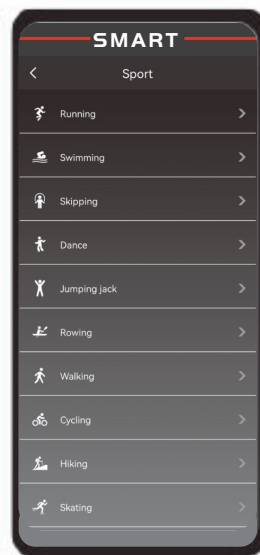 SMART
Sport
Running
Swimming
Skipping
Dance
Jumping jack
Rowing
Walking
Cycling
Hiking
Skating